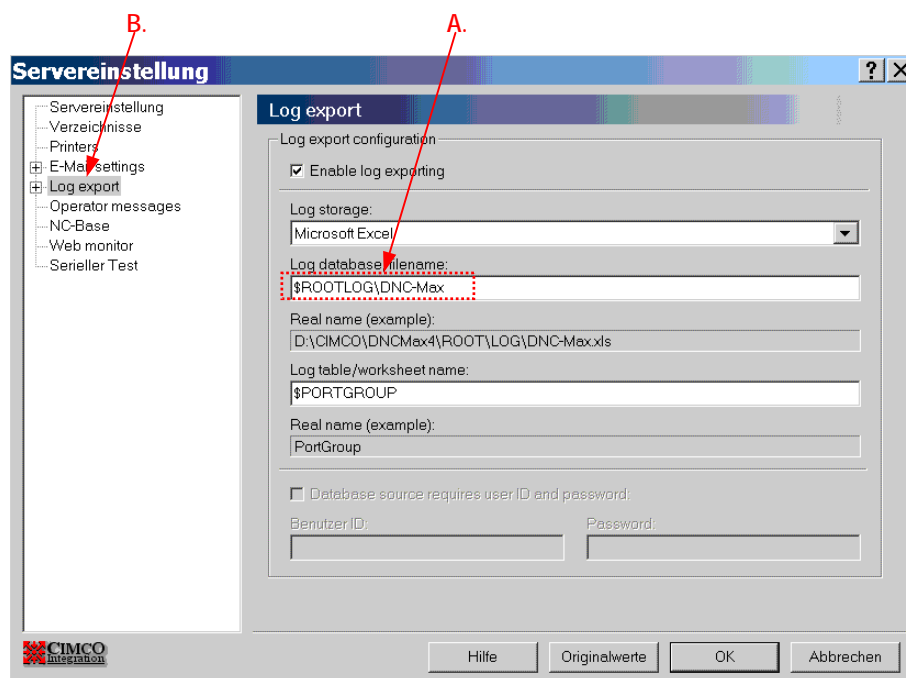 B.
A.
Servereinstellung
Servereinstellung
Verzeichnisse
Printers
E-Mail settings
Log export
Operator messages
NC-Base
Web monitor
Serieller Test
Log export
Log export configuration
Enable log exporting
Log storage:
Microsoft Excel
Log database filename:
$ROOTLOG\DNC-Max
Real name (example):
D:\CIMCO\DNCMax4\ROOT\LOG\DNC-Max.xls
Log table/worksheet name:
$PORTGROUP
Real name (example):
PortGroup
Database source requires user ID and password:
Benutzer ID: Password:
CIMCO
Integration
Hilfe Originalwerte OK Abbrechen